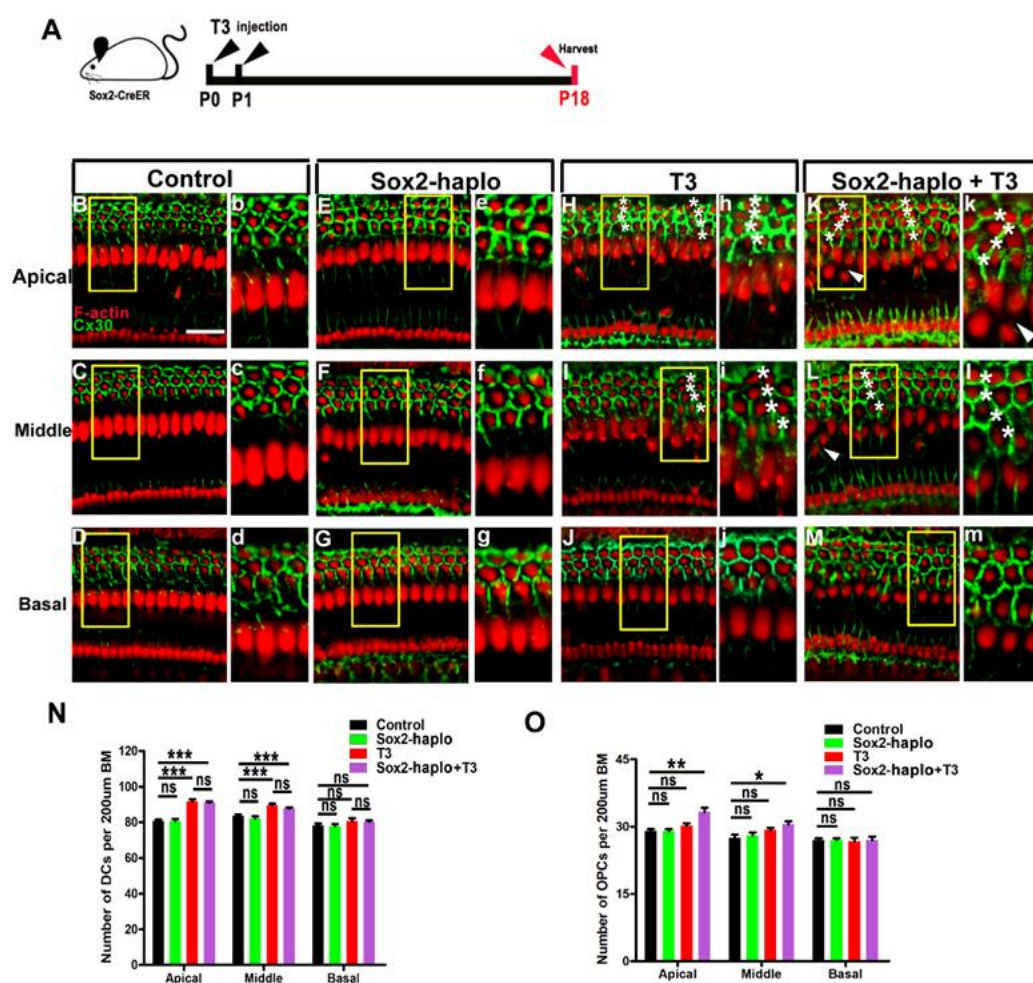 A
T3 injection
Harvest
Sox2-CreER
P0 P1 P18
Control Sox2-haplo T3 Sox2-haplo + T3
B b E e H h K k
Apical
F-actin
Cx30
C c F f I i L l
Middle
D d G g J j M m
Basal
N
Control
Sox2-haplo
T3
Sox2-haplo+T3
Number of DCs per 200um BM
120
100
80
60
40
20
0
*** *** ns ns
*** *** ns ns
ns ns ns ns
Apical Middle Basal
O
Control
Sox2-haplo
T3
Sox2-haplo+T3
Number of OPCs per 200um BM
45
30
15
0
** ns ns
* ns ns
ns ns ns
Apical Middle Basal